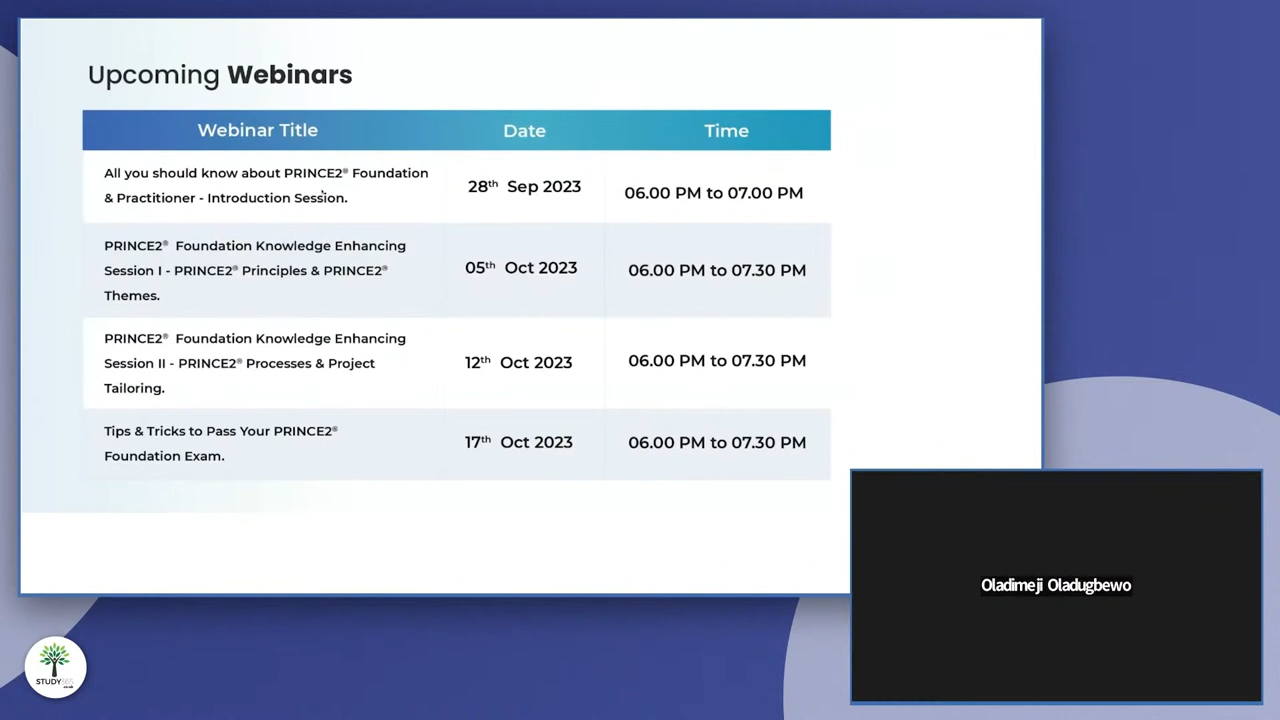 Upcoming Webinars
Webinar Title Date Time
All you should know about PRINCE2® Foundation
& Practitioner - Introduction Session.
28th Sep 2023
06.00 PM to 07.00 PM
PRINCE2® Foundation Knowledge Enhancing
Session I - PRINCE2® Principles & PRINCE2®
Themes.
05th Oct 2023
06.00 PM to 07.30 PM
PRINCE2® Foundation Knowledge Enhancing
Session II - PRINCE2® Processes & Project
Tailoring.
12th Oct 2023
06.00 PM to 07.30 PM
Tips & Tricks to Pass Your PRINCE2®
Foundation Exam.
17th Oct 2023
06.00 PM to 07.30 PM
Oladimeji Oladugbewo
STUDY365
.co.uk